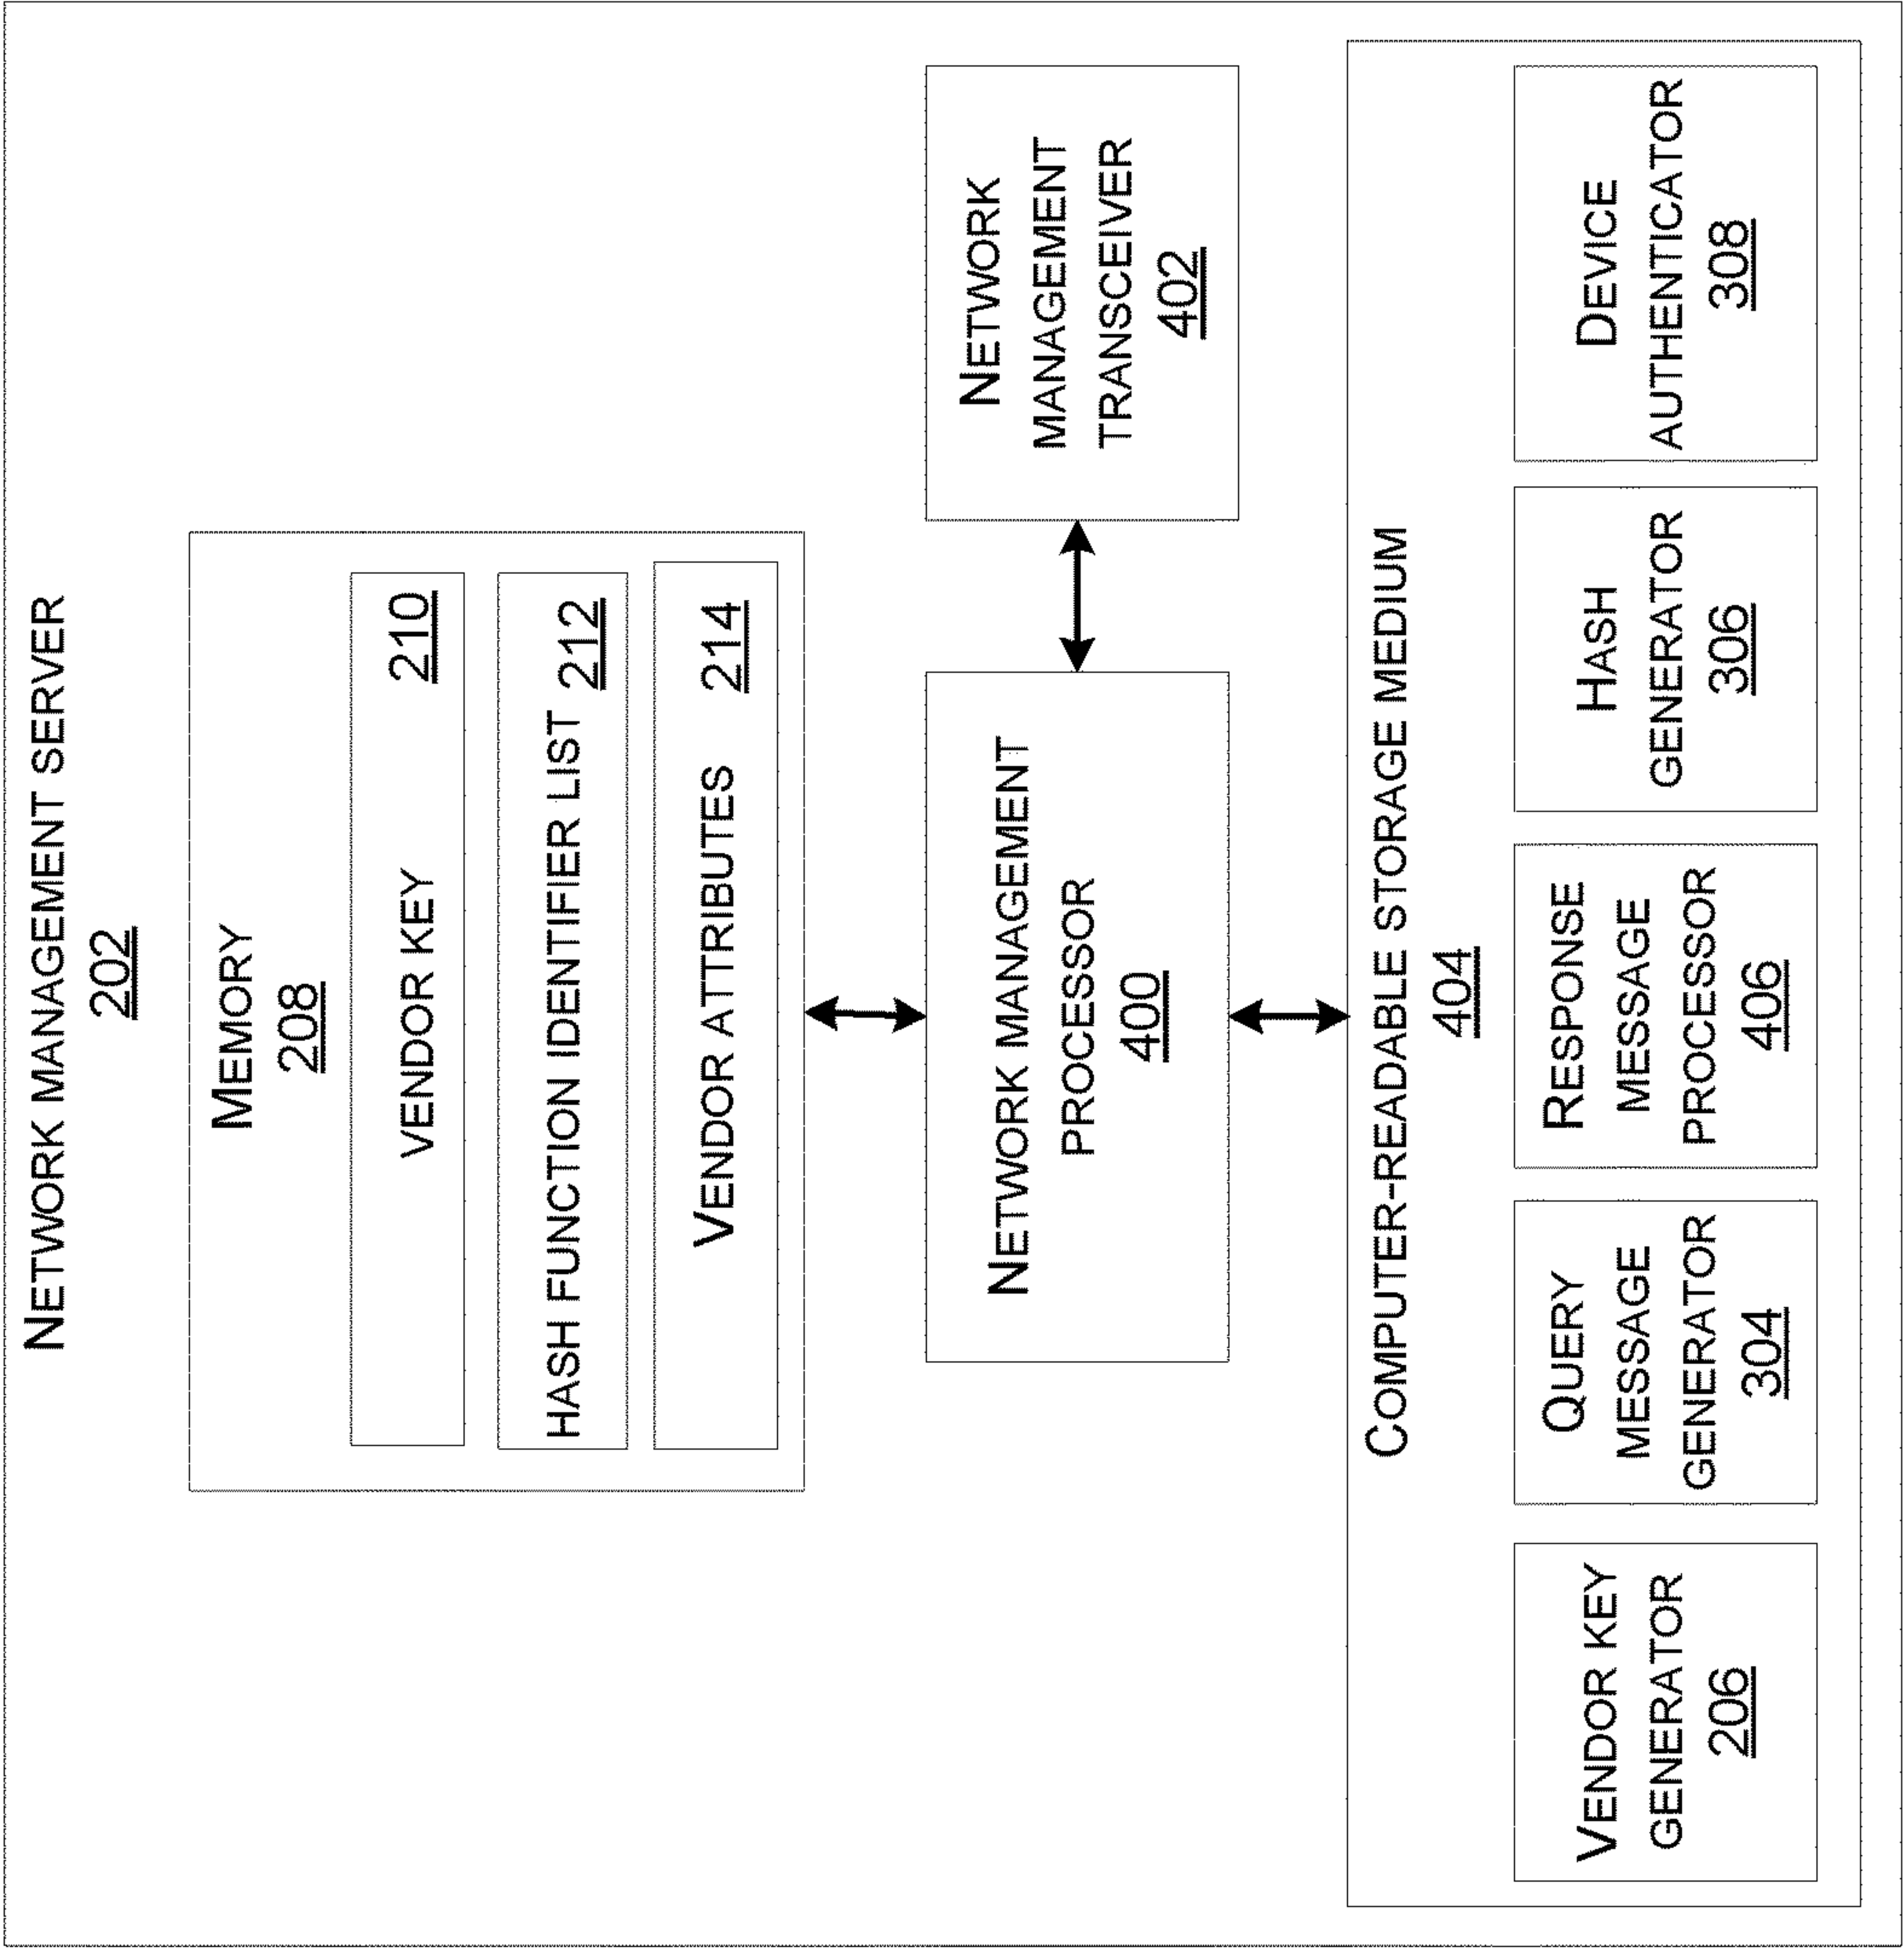 NETWORK MANAGEMENT SERVER
202
MEMORY
208
VENDOR KEY 210
HASH FUNCTION IDENTIFIER LIST 212
VENDOR ATTRIBUTES 214
NETWORK MANAGEMENT
PROCESSOR
400
NETWORK
MANAGEMENT
TRANSCEIVER
402
COMPUTER-READABLE STORAGE MEDIUM
404
VENDOR KEY
GENERATOR
206
QUERY
MESSAGE
GENERATOR
304
RESPONSE
MESSAGE
PROCESSOR
406
HASH
GENERATOR
306
DEVICE
AUTHENTICATOR
308